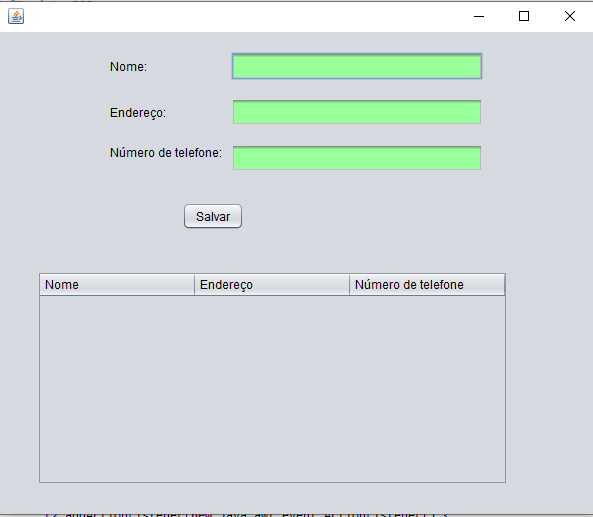 Nome:
Endereço:
Número de telefone:
Salvar
Nome Endereço Número de telefone